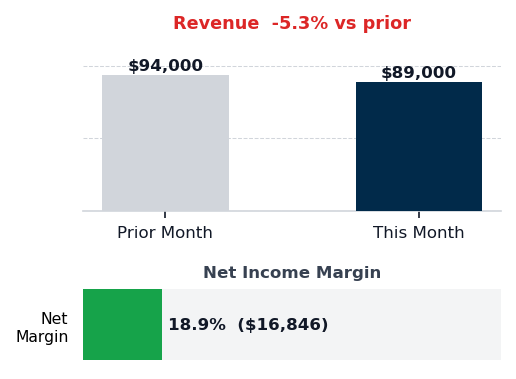 Revenue  -5.3% vs prior
$94,000
$89,000
Prior Month
This Month
Net Income Margin
Net
Margin
18.9%  ($16,846)